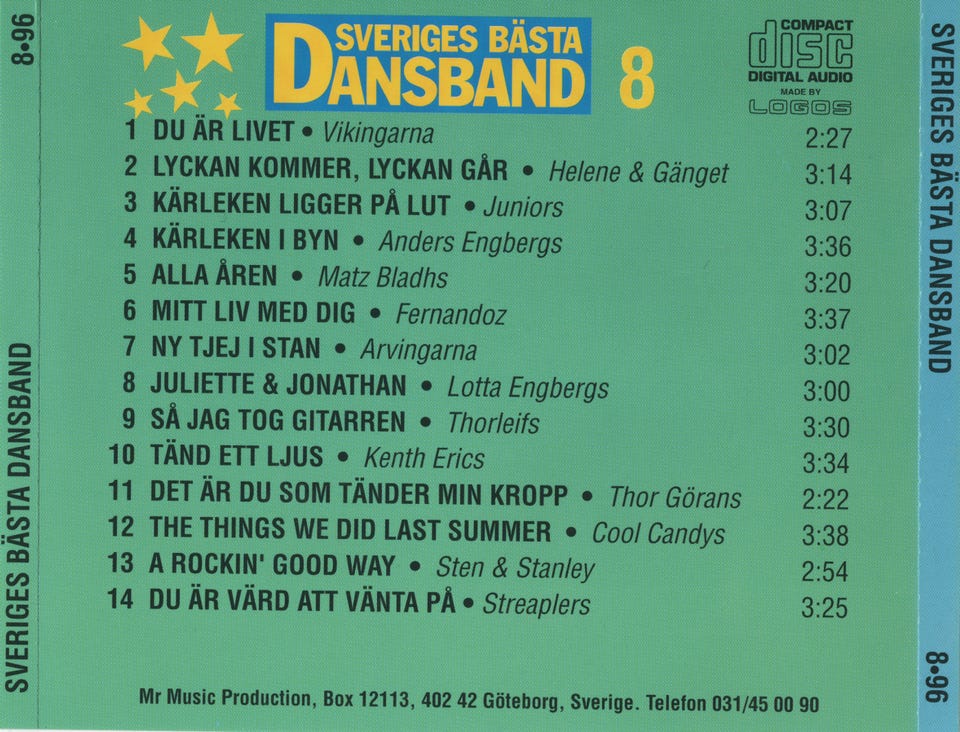 SVERIGES BÄSTA
DANSBAND 8
COMPACT
disc
DIGITAL AUDIO
MADE BY
LOGOS
1 DU ÄR LIVET • Vikingarna 2:27
2 LYCKAN KOMMER, LYCKAN GÅR • Helene & Gänget 3:14
3 KÄRLEKEN LIGGER PÅ LUT • Juniors 3:07
4 KÄRLEKEN I BYN • Anders Engbergs 3:36
5 ALLA ÅREN • Matz Bladhs 3:20
6 MITT LIV MED DIG • Fernandoz 3:37
7 NY TJEJ I STAN • Arvingarna 3:02
8 JULIETTE & JONATHAN • Lotta Engbergs 3:00
9 SÅ JAG TOG GITARREN • Thorleifs 3:30
10 TÄND ETT LJUS • Kenth Erics 3:34
11 DET ÄR DU SOM TÄNDER MIN KROPP • Thor Görans 2:22
12 THE THINGS WE DID LAST SUMMER • Cool Candys 3:38
13 A ROCKIN' GOOD WAY • Sten & Stanley 2:54
14 DU ÄR VÄRD ATT VÄNTA PÅ • Streaplers 3:25
Mr Music Production, Box 12113, 402 42 Göteborg, Sverige. Telefon 031/45 00 90
SVERIGES BÄSTA DANSBAND 8•96
SVERIGES BÄSTA DANSBAND 8•96